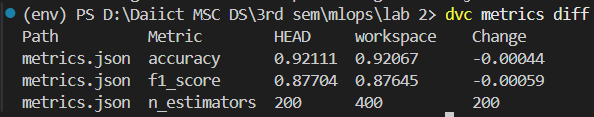 (env) PS D:\Daiict MSC DS\3rd sem\mlops\lab 2> dvc metrics diff
Path Metric HEAD workspace Change
metrics.json accuracy 0.92111 0.92067 -0.00044
metrics.json f1_score 0.87704 0.87645 -0.00059
metrics.json n_estimators 200 400 200